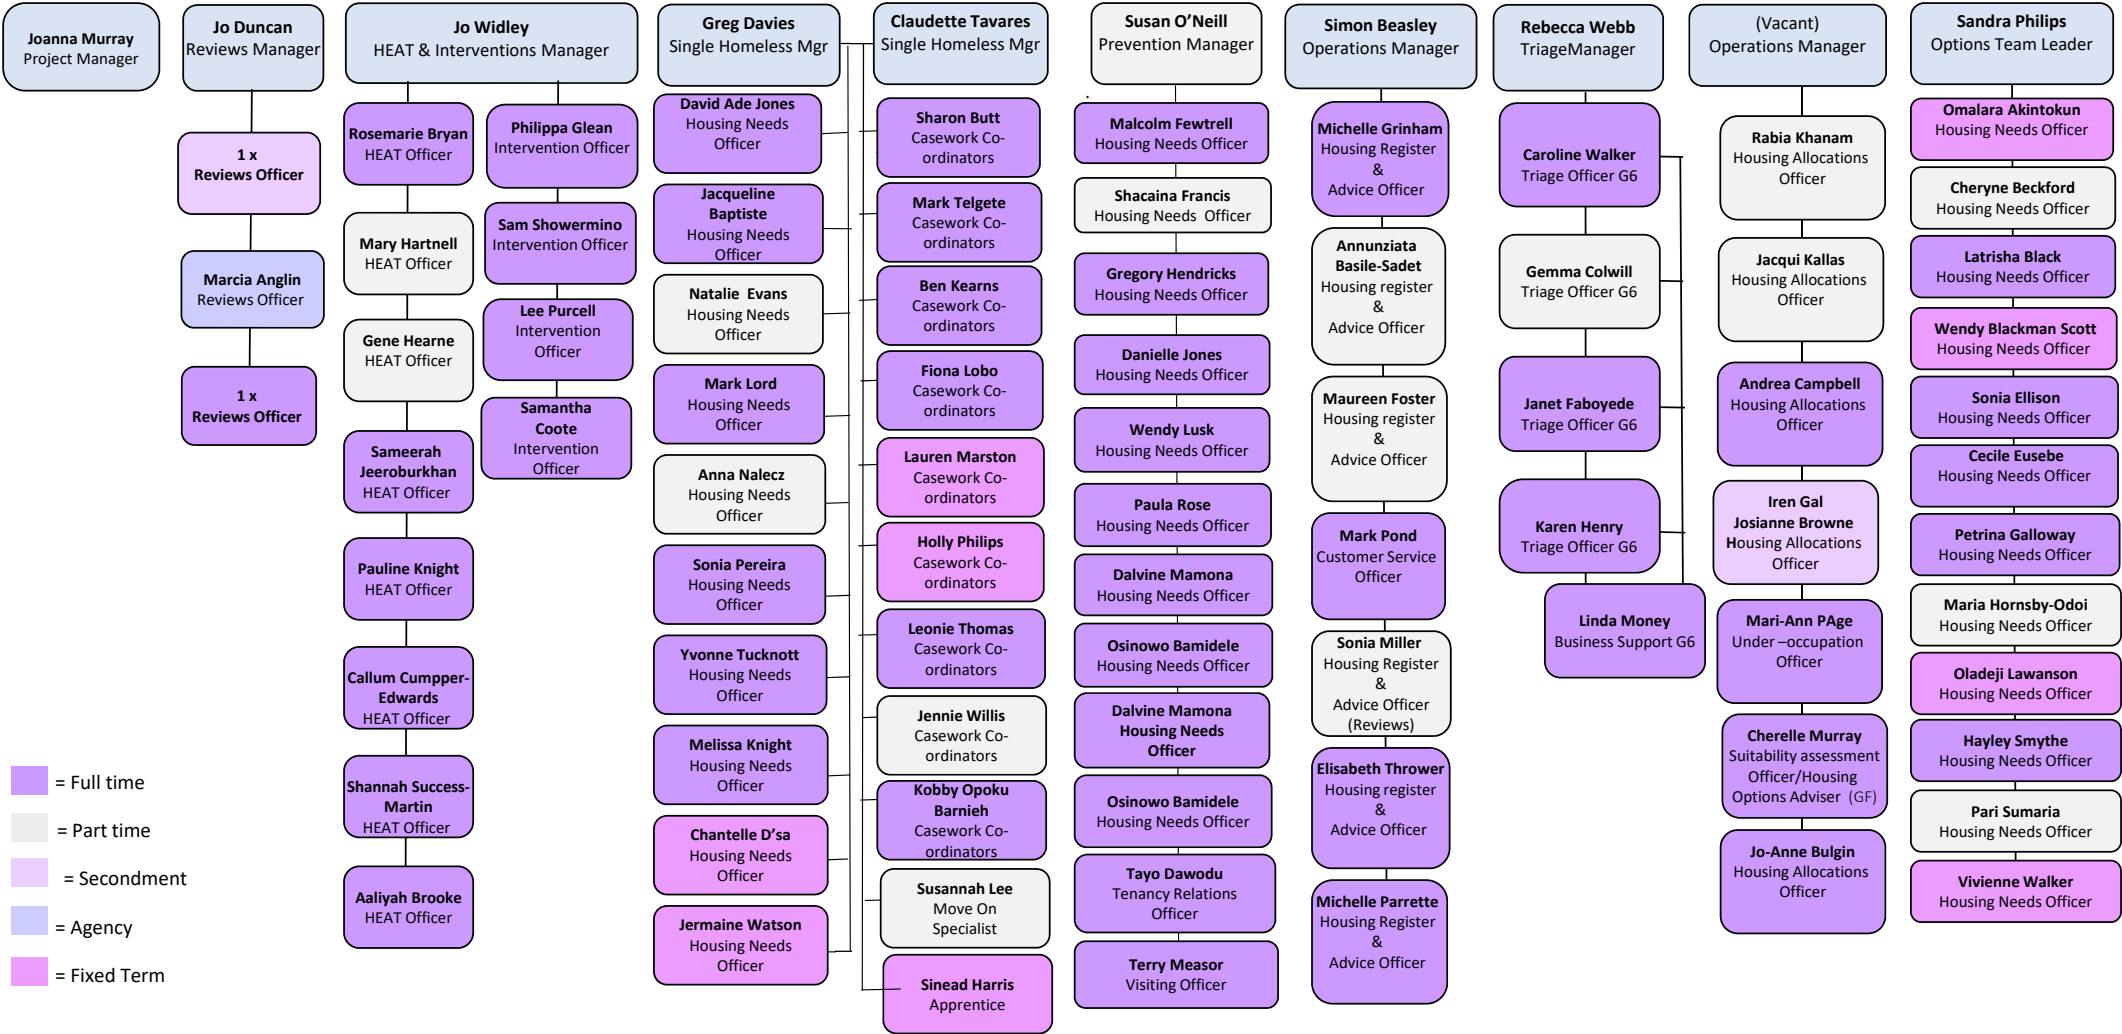 Joanna Murray
Project Manager
Jo Duncan
Reviews Manager
1 x
Reviews Officer
Marcia Anglin
Reviews Officer
1 x
Reviews Officer
Jo Widley
HEAT & Interventions Manager
Rosemarie Bryan
HEAT Officer
Mary Hartnell
HEAT Officer
Gene Hearne
HEAT Officer
Sameerah
Jeeroburkhan
HEAT Officer
Pauline Knight
HEAT Officer
Callum Cumpper-
Edwards
HEAT Officer
Shannah Success-
Martin
HEAT Officer
Aaliyah Brooke
HEAT Officer
Philippa Glean
Intervention Officer
Sam Showermino
Intervention Officer
Lee Purcell
Intervention
Officer
Samantha
Coote
Intervention
Officer
Greg Davies
Single Homeless Mgr
David Ade Jones
Housing Needs
Officer
Jacqueline
Baptiste
Housing Needs
Officer
Natalie Evans
Housing Needs
Officer
Mark Lord
Housing Needs
Officer
Anna Nalecz
Housing Needs
Officer
Sonia Pereira
Housing Needs
Officer
Yvonne Tucknott
Housing Needs
Officer
Melissa Knight
Housing Needs
Officer
Chantelle D’sa
Housing Needs
Officer
Jermaine Watson
Housing Needs
Officer
Claudette Tavares
Single Homeless Mgr
Sharon Butt
Casework Co-
ordinators
Mark Telgete
Casework Co-
ordinators
Ben Kearns
Casework Co-
ordinators
Fiona Lobo
Casework Co-
ordinators
Lauren Marston
Casework Co-
ordinators
Holly Philips
Casework Co-
ordinators
Leonie Thomas
Casework Co-
ordinators
Jennie Willis
Casework Co-
ordinators
Kobby Opoku
Barnieh
Casework Co-
ordinators
Susannah Lee
Move On
Specialist
Sinead Harris
Apprentice
Susan O’Neill
Prevention Manager
Malcolm Fewtrell
Housing Needs Officer
Shacaina Francis
Housing Needs Officer
Gregory Hendricks
Housing Needs Officer
Danielle Jones
Housing Needs Officer
Wendy Lusk
Housing Needs Officer
Paula Rose
Housing Needs Officer
Dalvine Mamona
Housing Needs Officer
Osinowo Bamidele
Housing Needs Officer
Dalvine Mamona
Housing Needs
Officer
Osinowo Bamidele
Housing Needs Officer
Tayo Dawodu
Tenancy Relations
Officer
Terry Measor
Visiting Officer
Simon Beasley
Operations Manager
Michelle Grinham
Housing Register
&
Advice Officer
Annunziata
Basile-Sadet
Housing register
&
Advice Officer
Maureen Foster
Housing register
&
Advice Officer
Mark Pond
Customer Service
Officer
Sonia Miller
Housing Register
&
Advice Officer
(Reviews)
Elisabeth Thrower
Housing register
&
Advice Officer
Michelle Parrette
Housing Register
&
Advice Officer
Rebecca Webb
TriageManager
Caroline Walker
Triage Officer G6
Gemma Colwill
Triage Officer G6
Janet Faboyede
Triage Officer G6
Karen Henry
Triage Officer G6
Linda Money
Business Support G6
(Vacant)
Operations Manager
Rabia Khanam
Housing Allocations
Officer
Jacqui Kallas
Housing Allocations
Officer
Andrea Campbell
Housing Allocations
Officer
Iren Gal
Josianne Browne
Housing Allocations
Officer
Mari-Ann PAge
Under –occupation
Officer
Cherelle Murray
Suitability assessment
Officer/Housing
Options Adviser (GF)
Jo-Anne Bulgin
Housing Allocations
Officer
Sandra Philips
Options Team Leader
Omalara Akintokun
Housing Needs Officer
Cheryne Beckford
Housing Needs Officer
Latrisha Black
Housing Needs Officer
Wendy Blackman Scott
Housing Needs Officer
Sonia Ellison
Housing Needs Officer
Cecile Eusebe
Housing Needs Officer
Petrina Galloway
Housing Needs Officer
Maria Hornsby-Odoi
Housing Needs Officer
Oladeji Lawanson
Housing Needs Officer
Hayley Smythe
Housing Needs Officer
Pari Sumaria
Housing Needs Officer
Vivienne Walker
Housing Needs Officer
= Full time
= Part time
= Secondment
= Agency
= Fixed Term